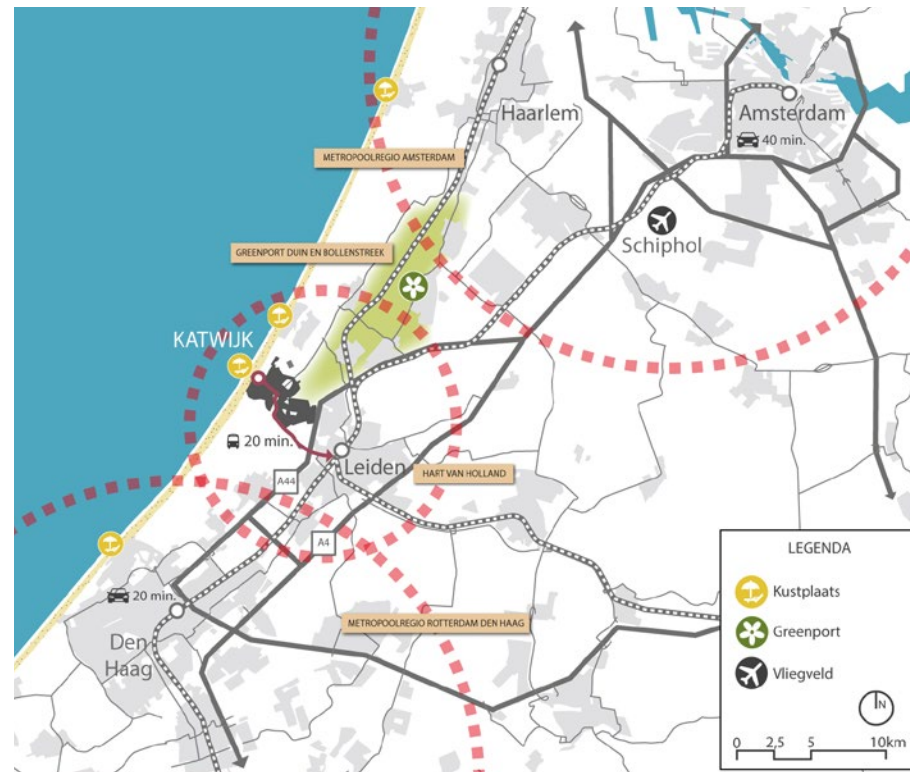 Haarlem
Amsterdam
40 min.
METROPOOLREGIO AMSTERDAM
Schiphol
GREENPORT DUIN EN BOLLENSTREEK
KATWIJK
20 min.
Leiden
HART VAN HOLLAND
A44
A4
20 min.
Den
Haag
METROPOOLREGIO ROTTERDAM DEN HAAG
LEGENDA
Kustplaats
Greenport
Vliegveld
N
0 2,5 5 10km